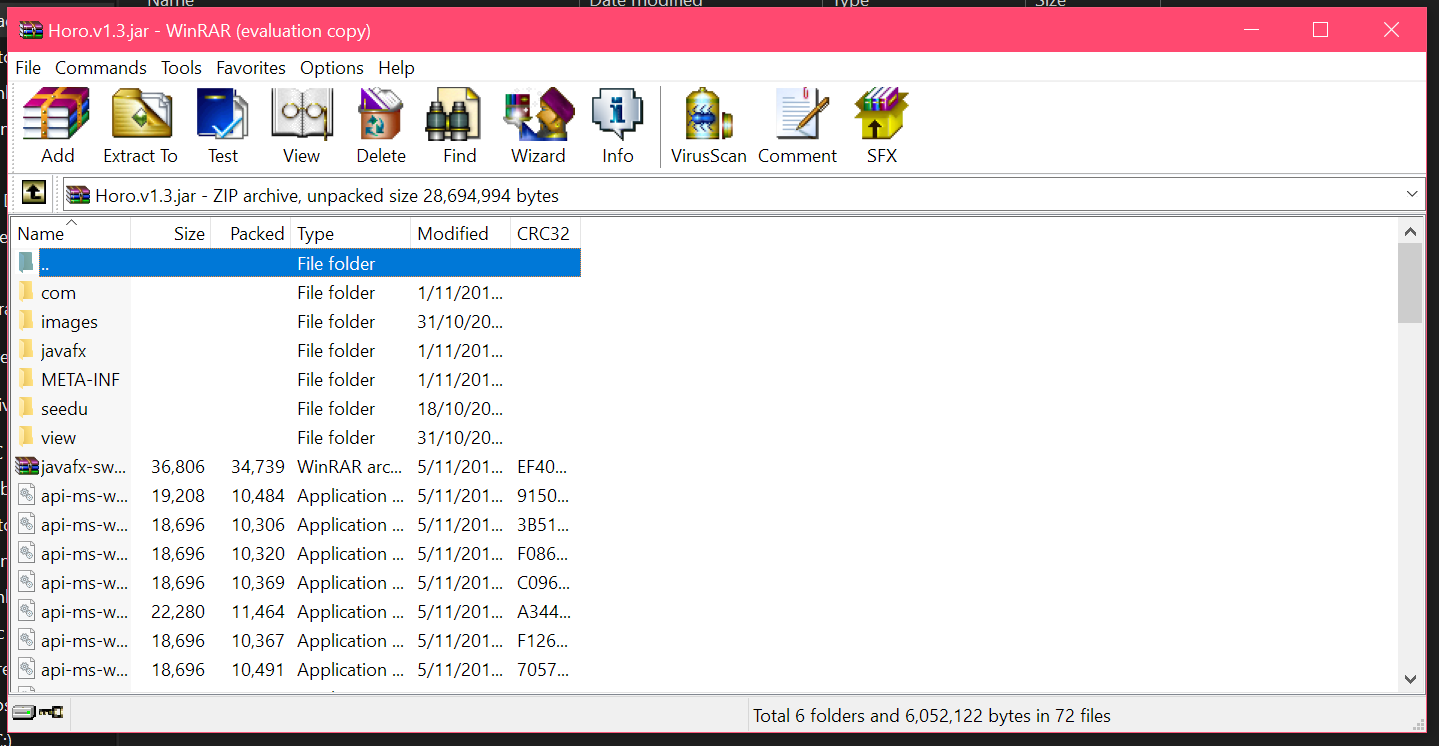 Name Date modified Type Size
Horo.v1.3.jar - WinRAR (evaluation copy)
File Commands Tools Favorites Options Help
Add Extract To Test View Delete Find Wizard Info VirusScan Comment SFX
Horo.v1.3.jar - ZIP archive, unpacked size 28,694,994 bytes
Name Size Packed Type Modified CRC32
.. File folder
com File folder 1/11/201...
images File folder 31/10/20...
javafx File folder 1/11/201...
META-INF File folder 1/11/201...
seedu File folder 18/10/20...
view File folder 31/10/20...
javafx-sw... 36,806 34,739 WinRAR arc... 5/11/201... EF40...
api-ms-w... 19,208 10,484 Application ... 5/11/201... 9150...
api-ms-w... 18,696 10,306 Application ... 5/11/201... 3B51...
api-ms-w... 18,696 10,320 Application ... 5/11/201... F086...
api-ms-w... 18,696 10,369 Application ... 5/11/201... C096...
api-ms-w... 22,280 11,464 Application ... 5/11/201... A344...
api-ms-w... 18,696 10,367 Application ... 5/11/201... F126...
api-ms-w... 18,696 10,491 Application ... 5/11/201... 7057...
Total 6 folders and 6,052,122 bytes in 72 files